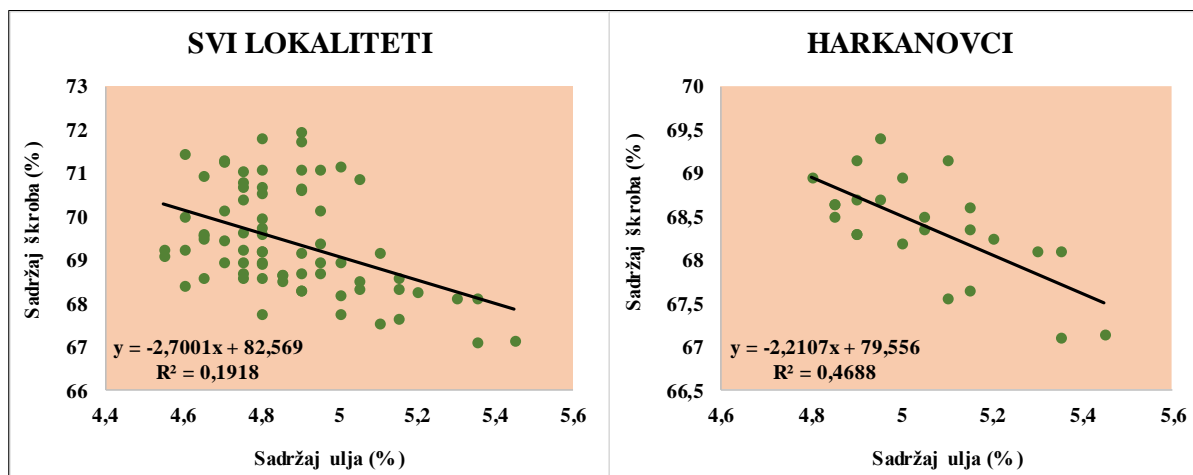 SVI LOKALITETI
Sadržaj škroba (%)
73
72
71
70
69
68
67
66
y = -2,7001x + 82,569
R² = 0,1918
4,4
4,6
4,8
5
5,2
5,4
5,6
Sadržaj ulja (%)
HARKANOVCI
Sadržaj škroba (%)
70
69,5
69
68,5
68
67,5
67
66,5
y = -2,2107x + 79,556
R² = 0,4688
4,6
4,8
5
5,2
5,4
5,6
Sadržaj ulja (%)